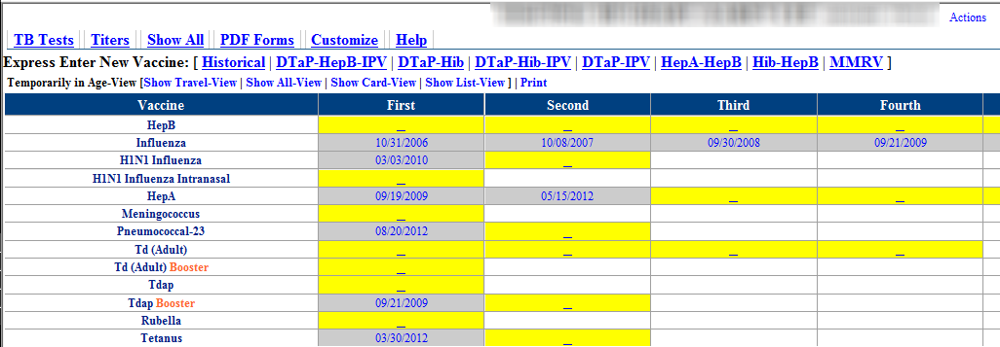 Actions
TB Tests | Titers | Show All | PDF Forms | Customize | Help
Express Enter New Vaccine: [ Historical | DTaP-HepB-IPV | DTaP-Hib | DTaP-Hib-IPV | DTaP-IPV | HepA-HepB | Hib-HepB | MMRV ]
Temporarily in Age-View [Show Travel-View | Show All-View | Show Card-View | Show List-View ] | Print
Vaccine First Second Third Fourth
HepB _ _ _ _
Influenza 10/31/2006 10/08/2007 09/30/2008 09/21/2009
H1N1 Influenza 03/03/2010 _
H1N1 Influenza Intranasal _
HepA 09/19/2009 05/15/2012 _ _
Meningococcus _
Pneumococcal-23 08/20/2012 _
Td (Adult) _ _ _ _
Td (Adult) Booster _
Tdap _
Tdap Booster 09/21/2009 _
Rubella _
Tetanus 03/30/2012 _